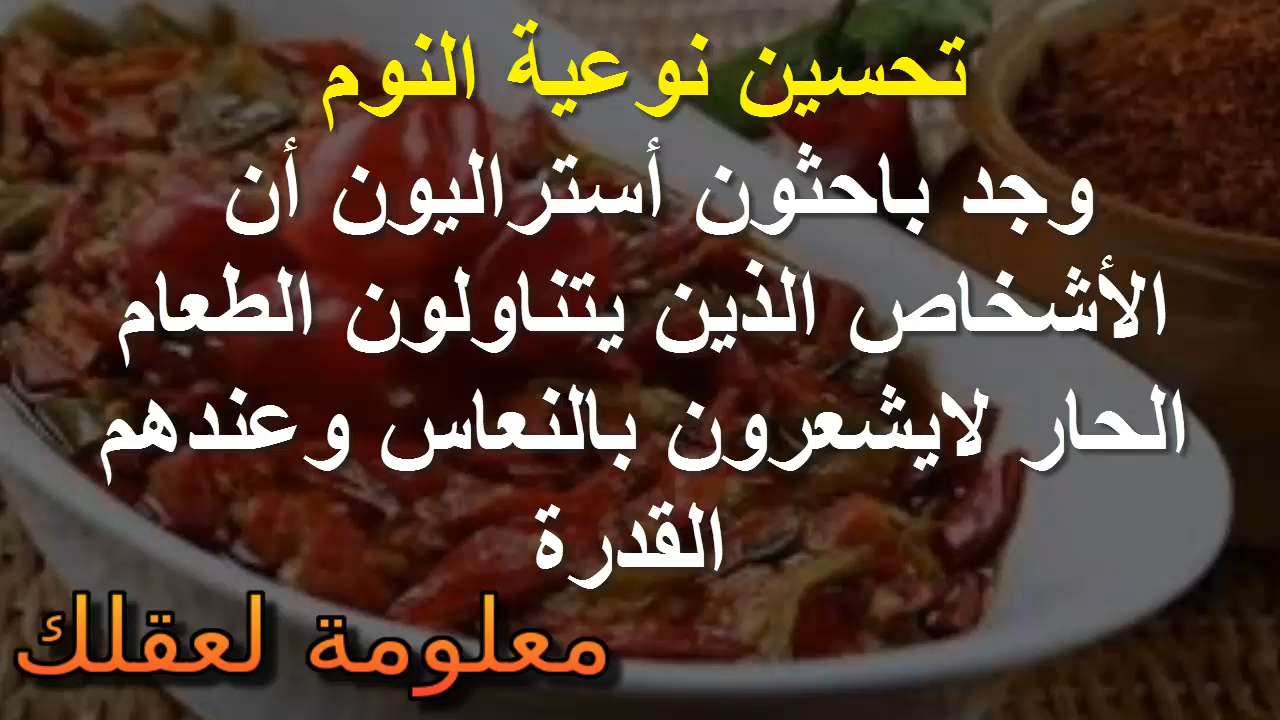 تحسين نوعية النوم
وجد باحثون أستراليون أن
الأشخاص الذين يتناولون الطعام
الحار لايشعرون بالنعاس وعندهم
القدرة
معلومة لعقلك